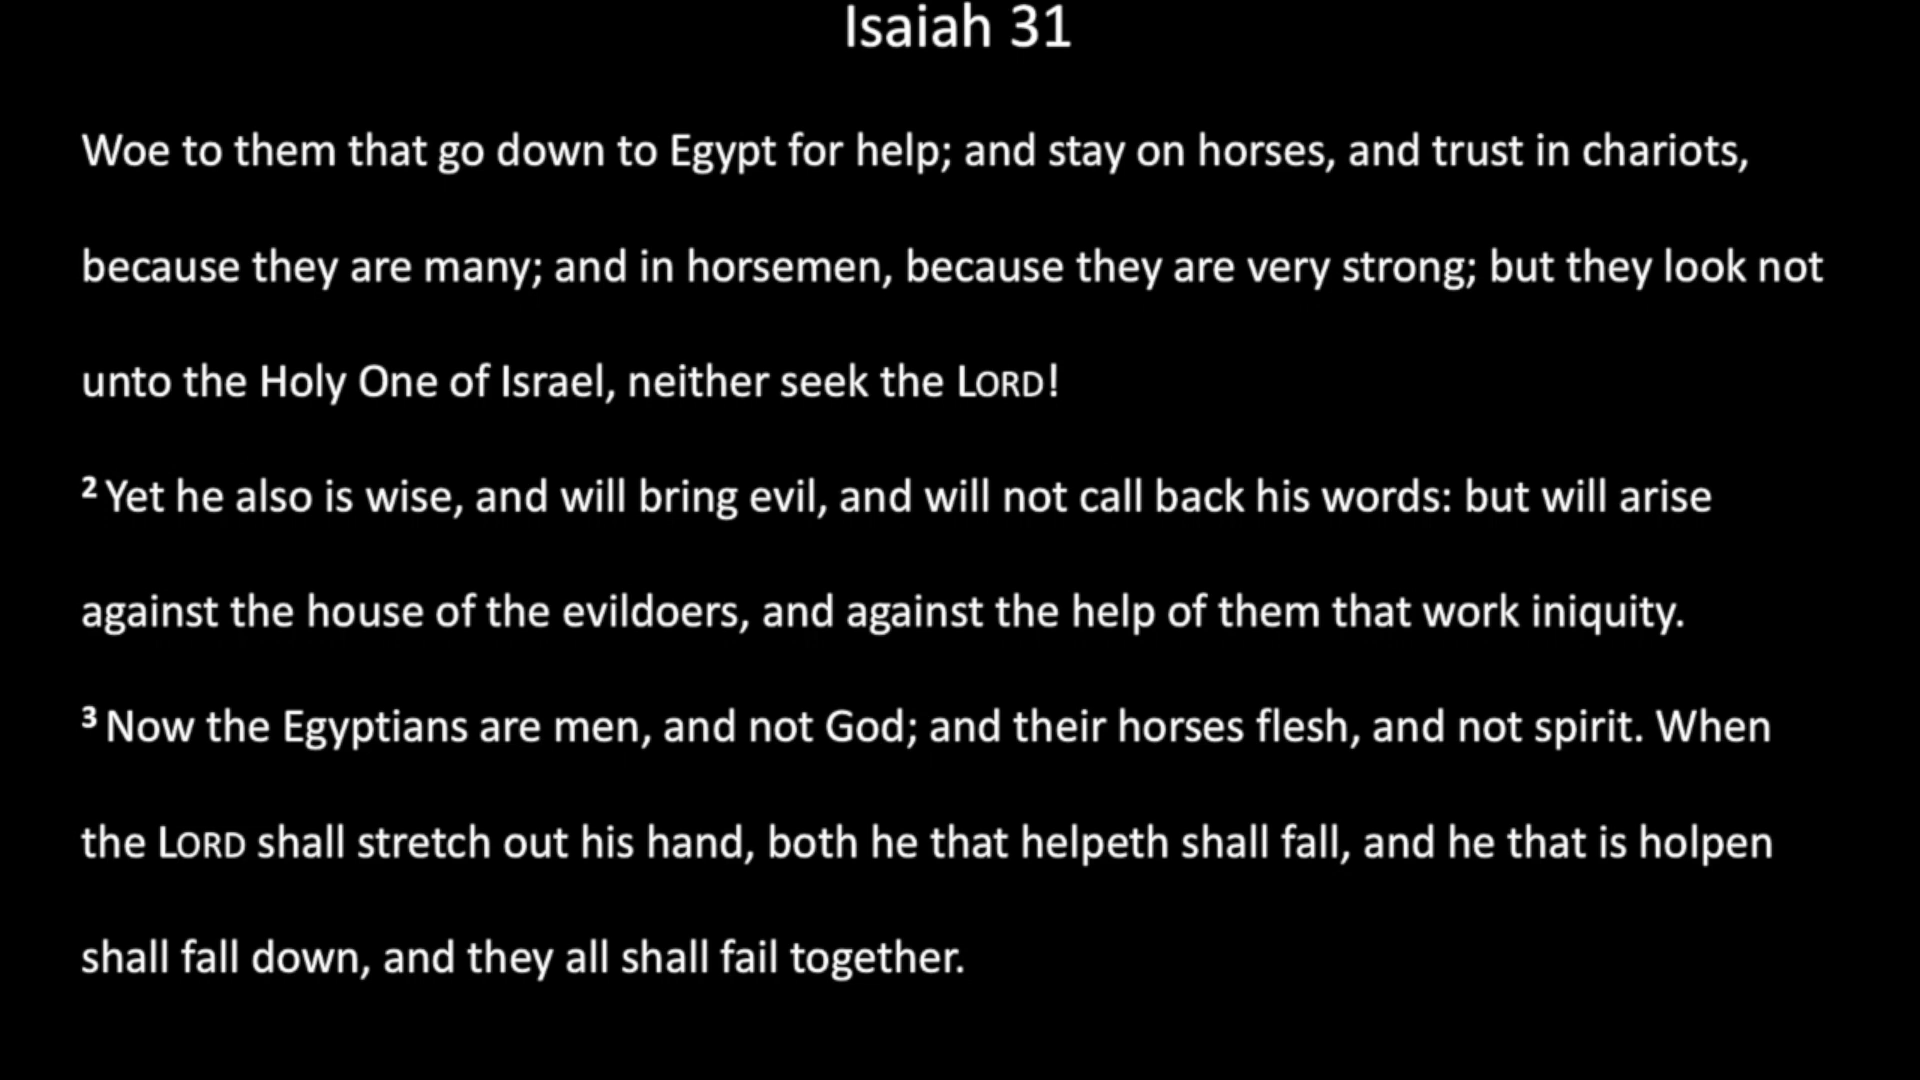 Isaiah 31
Woe to them that go down to Egypt for help; and stay on horses, and trust in chariots,
because they are many; and in horsemen, because they are very strong; but they look not
unto the Holy One of Israel, neither seek the LORD!
² Yet he also is wise, and will bring evil, and will not call back his words: but will arise
against the house of the evildoers, and against the help of them that work iniquity.
³ Now the Egyptians are men, and not God; and their horses flesh, and not spirit. When
the LORD shall stretch out his hand, both he that helpeth shall fall, and he that is holpen
shall fall down, and they all shall fail together.